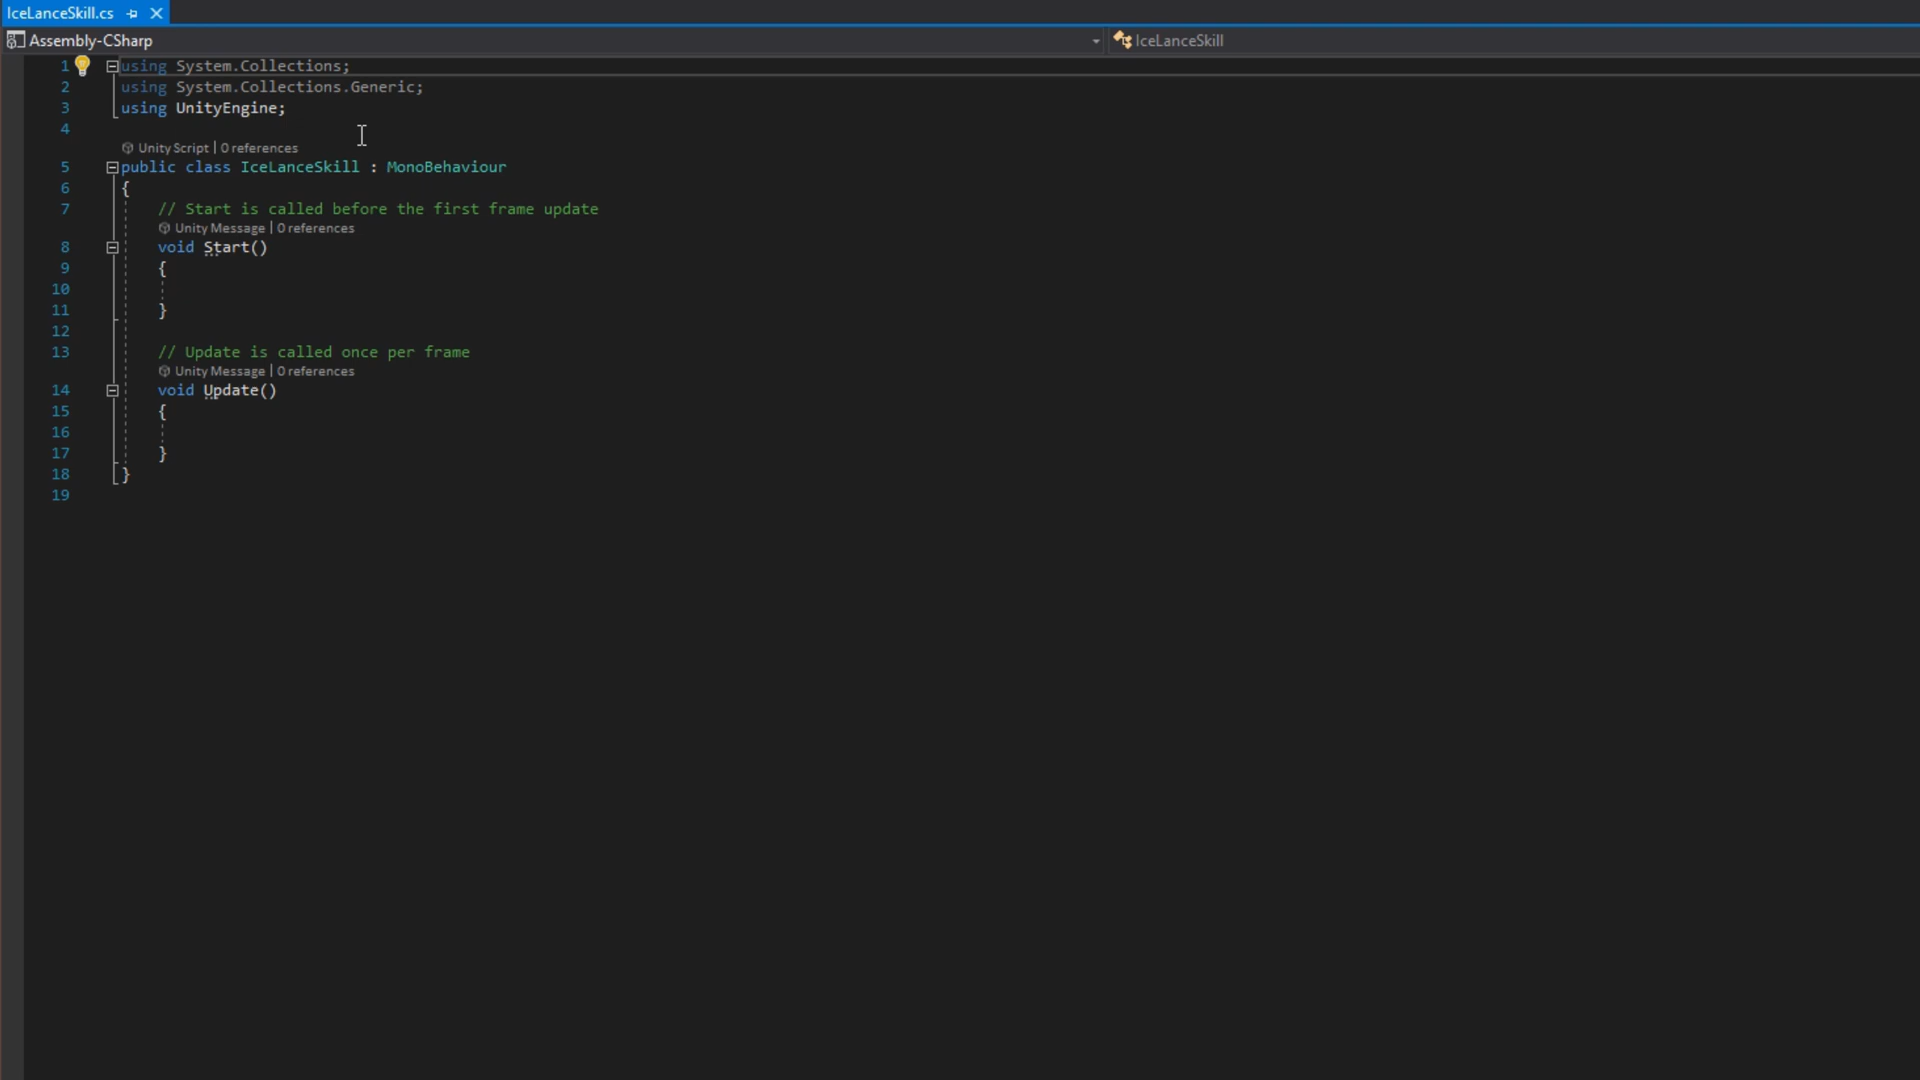 IceLanceSkill.cs
Assembly-CSharp
IceLanceSkill
1 using System.Collections;
2 using System.Collections.Generic;
3 using UnityEngine;
4
Unity Script | 0 references
5 public class IceLanceSkill : MonoBehaviour
6 {
7 // Start is called before the first frame update
Unity Message | 0 references
8 void Start()
9 {
10
11 }
12
13 // Update is called once per frame
Unity Message | 0 references
14 void Update()
15 {
16
17 }
18 }
19